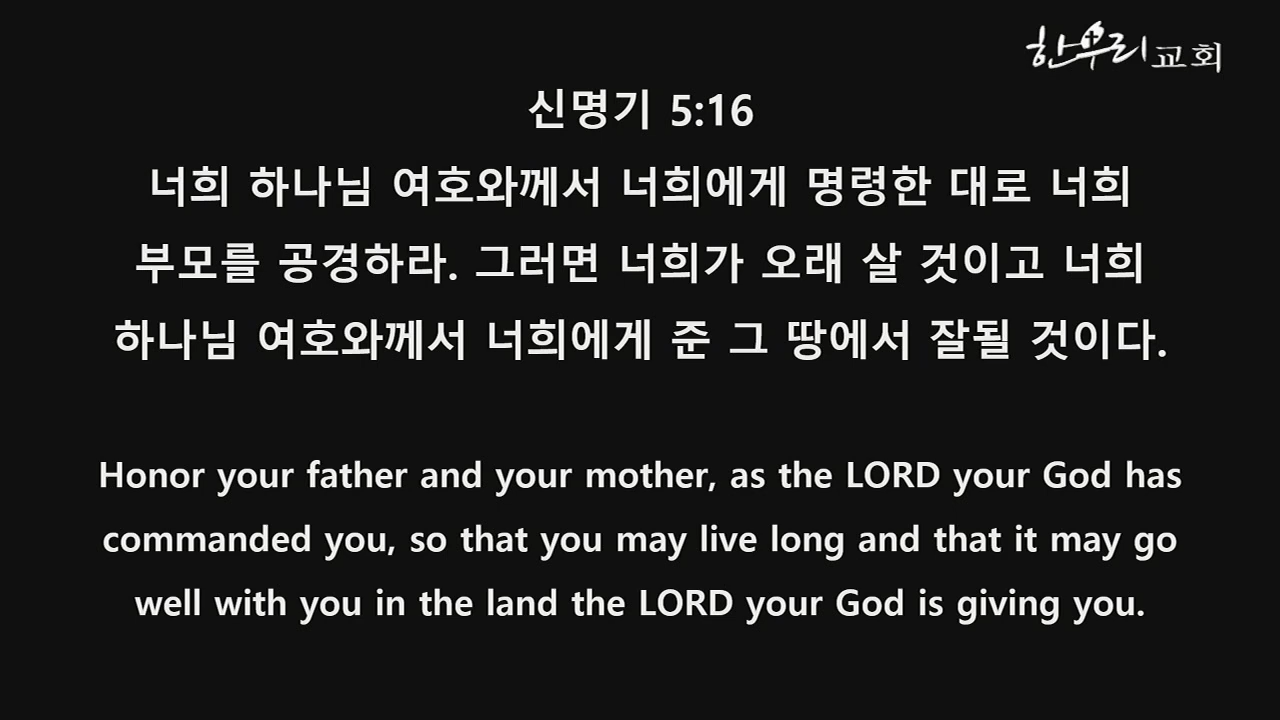 한우리교회
신명기 5:16
너희 하나님 여호와께서 너희에게 명령한 대로 너희
부모를 공경하라. 그러면 너희가 오래 살 것이고 너희
하나님 여호와께서 너희에게 준 그 땅에서 잘될 것이다.
Honor your father and your mother, as the LORD your God has
commanded you, so that you may live long and that it may go
well with you in the land the LORD your God is giving you.